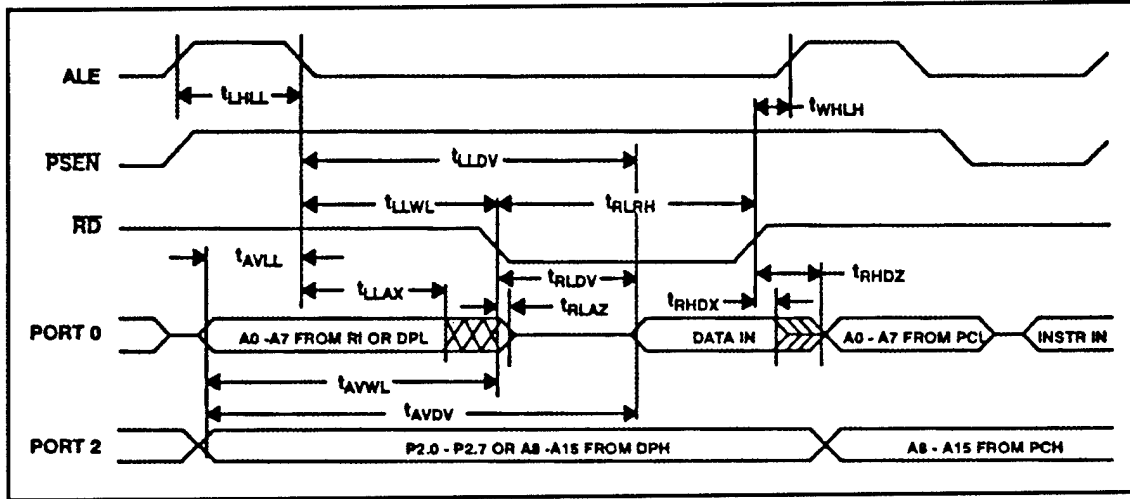 ALE
tLHLL
tWHLH
PSEN
tLLDV
tLLWL
tRLRH
RD
tAVLL
tRLDV
tRHDZ
tLLAX
tRLAZ
tRHDX
PORT 0
A0 -A7 FROM RI OR DPL
DATA IN
A0 - A7 FROM PCL
INSTR IN
tAVWL
tAVDV
PORT 2
P2.0 - P2.7 OR A8 -A15 FROM DPH
A8 - A15 FROM PCH